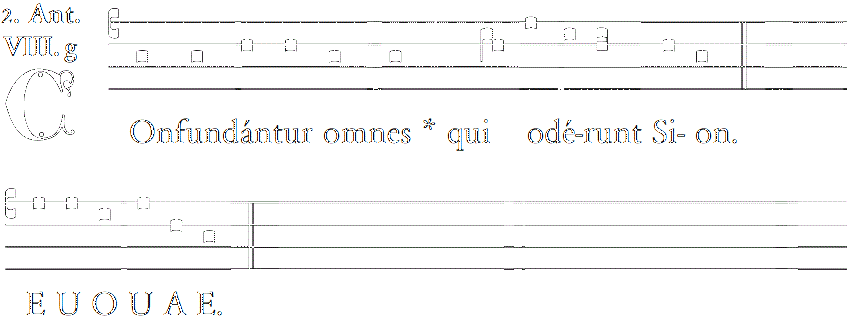 2. Ant.
VIII. g
COnfundántur omnes * qui odé-runt Si- on.
E U O U A E.